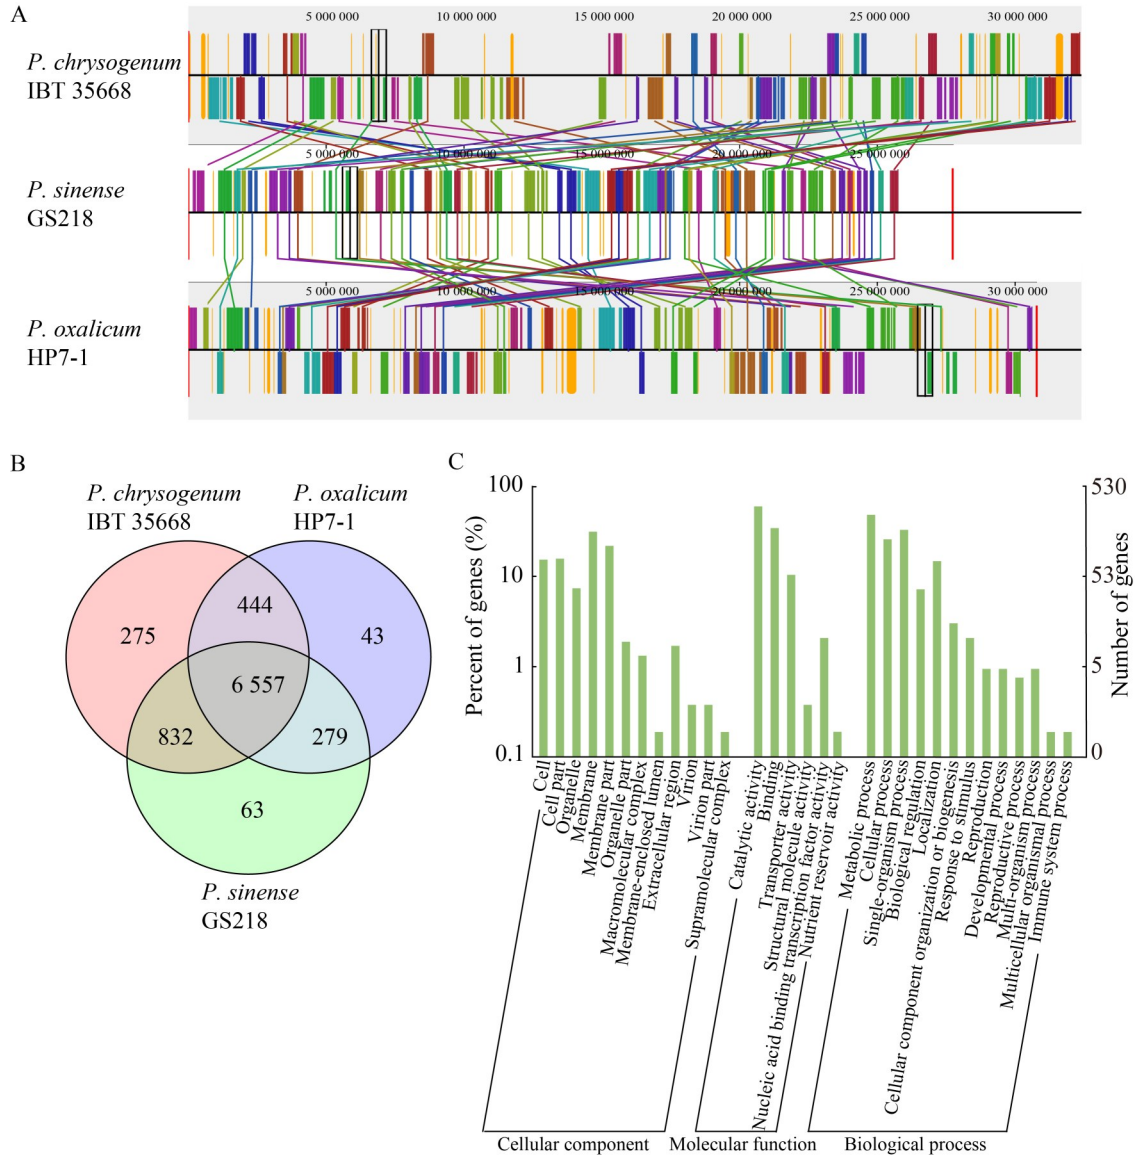 A
5 000 000 10 000 000 15 000 000 20 000 000 25 000 000 30 000 000
P. chrysogenum
IBT 35668
5 000 000 10 000 000 15 000 000 20 000 000 25 000 000
P. sinense
GS218
5 000 000 10 000 000 15 000 000 20 000 000 25 000 000 30 000 000
P. oxalicum
HP7-1
B
P. chrysogenum
IBT 35668
P. oxalicum
HP7-1
444
275
43
6 557
832
279
63
P. sinense
GS218
C
Percent of genes (%)
100
10
1
0.1
Number of genes
530
53
5
0
Cell
Cell part
Organelle
Membrane
Membrane part
Organelle part
Macromolecular complex
Membrane-enclosed lumen
Extracellular region
Virion
Virion part
Supramolecular complex
Catalytic activity
Binding
Transporter activity
Structural molecule activity
Nucleic acid binding transcription factor activity
Nutrient reservoir activity
Metabolic process
Cellular process
Single-organism process
Biological regulation
Localization
Cellular component organization or biogenesis
Response to stimulus
Reproduction
Developmental process
Reproductive process
Multi-organism process
Multicellular organismal process
Immune system process
Cellular component
Molecular function
Biological process